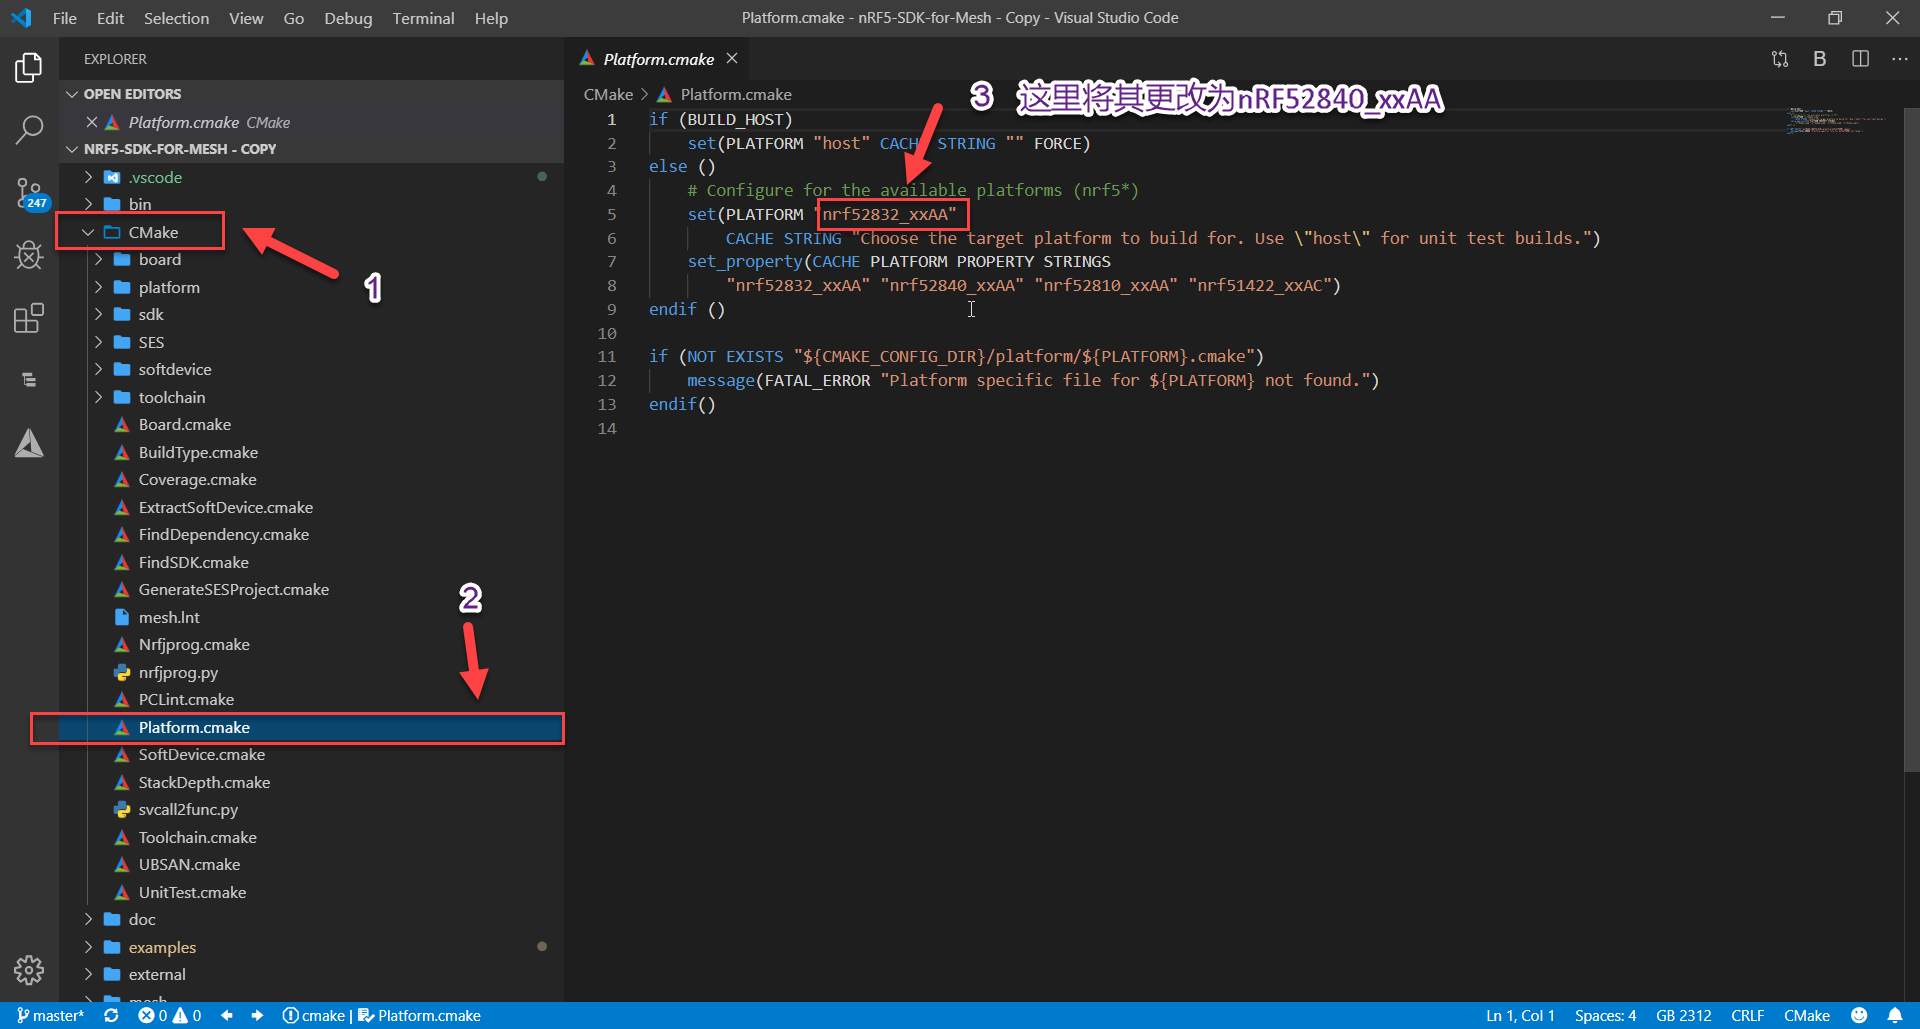 File Edit Selection View Go Debug Terminal Help
Platform.cmake - nRF5-SDK-for-Mesh - Copy - Visual Studio Code
EXPLORER
OPEN EDITORS
Platform.cmake CMake
NRF5-SDK-FOR-MESH - COPY
.vscode
bin
CMake
board
platform
sdk
SES
softdevice
toolchain
Board.cmake
BuildType.cmake
Coverage.cmake
ExtractSoftDevice.cmake
FindDependency.cmake
FindSDK.cmake
GenerateSESProject.cmake
mesh.lnt
Nrfjprog.cmake
nrfjprog.py
PCLint.cmake
Platform.cmake
SoftDevice.cmake
StackDepth.cmake
svcall2func.py
Toolchain.cmake
UBSAN.cmake
UnitTest.cmake
doc
examples
external
mesh
247
1
2
Platform.cmake
B
CMake > Platform.cmake
3 这里将其更改为nRF52840_xxAA
1 if (BUILD_HOST)
2 set(PLATFORM "host" CACHE STRING "" FORCE)
3 else ()
4 # Configure for the available platforms (nrf5*)
5 set(PLATFORM "nrf52832_xxAA"
6 CACHE STRING "Choose the target platform to build for. Use \"host\" for unit test builds.")
7 set_property(CACHE PLATFORM PROPERTY STRINGS
8 "nrf52832_xxAA" "nrf52840_xxAA" "nrf52810_xxAA" "nrf51422_xxAC")
9 endif ()
10
11 if (NOT EXISTS "${CMAKE_CONFIG_DIR}/platform/${PLATFORM}.cmake")
12 message(FATAL_ERROR "Platform specific file for ${PLATFORM} not found.")
13 endif()
14
master* 0 0 cmake | Platform.cmake
Ln 1, Col 1 Spaces: 4 GB 2312 CRLF CMake